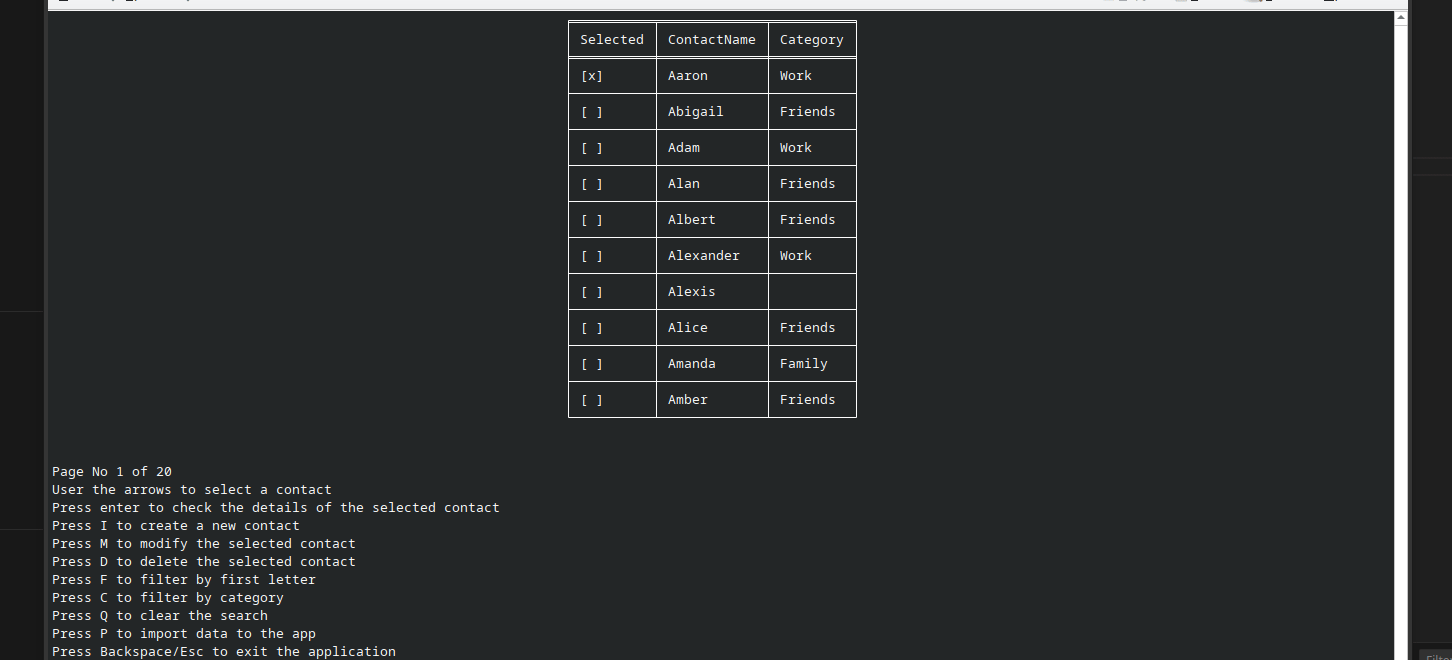 Selected ContactName Category
[x] Aaron Work
[ ] Abigail Friends
[ ] Adam Work
[ ] Alan Friends
[ ] Albert Friends
[ ] Alexander Work
[ ] Alexis
[ ] Alice Friends
[ ] Amanda Family
[ ] Amber Friends
Page No 1 of 20
User the arrows to select a contact
Press enter to check the details of the selected contact
Press I to create a new contact
Press M to modify the selected contact
Press D to delete the selected contact
Press F to filter by first letter
Press C to filter by category
Press Q to clear the search
Press P to import data to the app
Press Backspace/Esc to exit the application